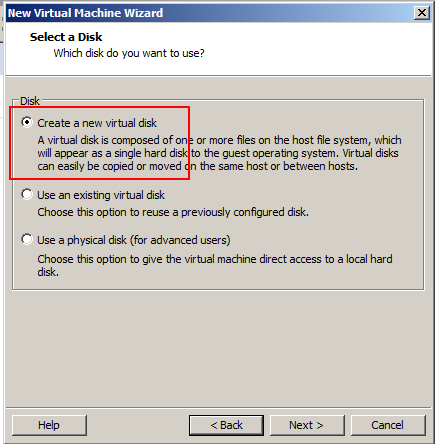 New Virtual Machine Wizard
Select a Disk
Which disk do you want to use?
Disk
Create a new virtual disk
A virtual disk is composed of one or more files on the host file system, which
will appear as a single hard disk to the guest operating system. Virtual disks
can easily be copied or moved on the same host or between hosts.
Use an existing virtual disk
Choose this option to reuse a previously configured disk.
Use a physical disk (for advanced users)
Choose this option to give the virtual machine direct access to a local hard
disk.
Help
< Back
Next >
Cancel